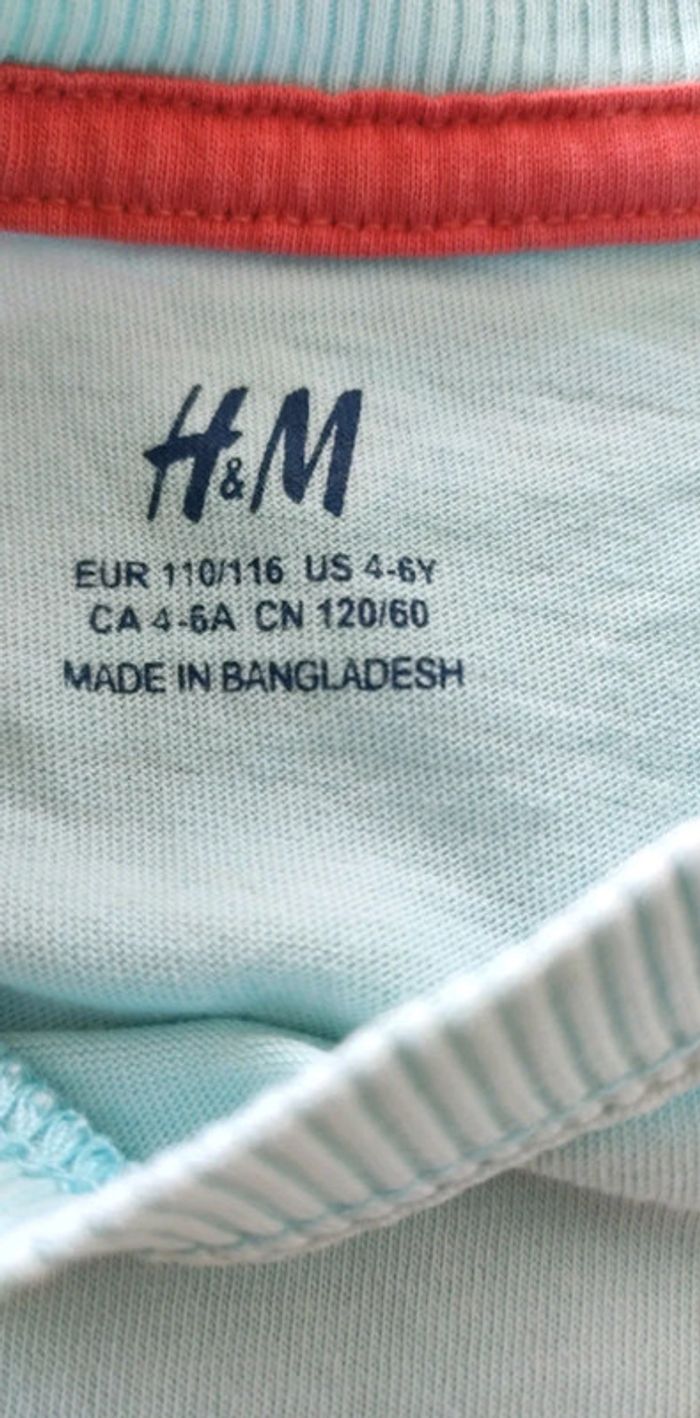 H&M
EUR 110/116 US 4-6Y
CA 4-6A CN 120/60
MADE IN BANGLADESH